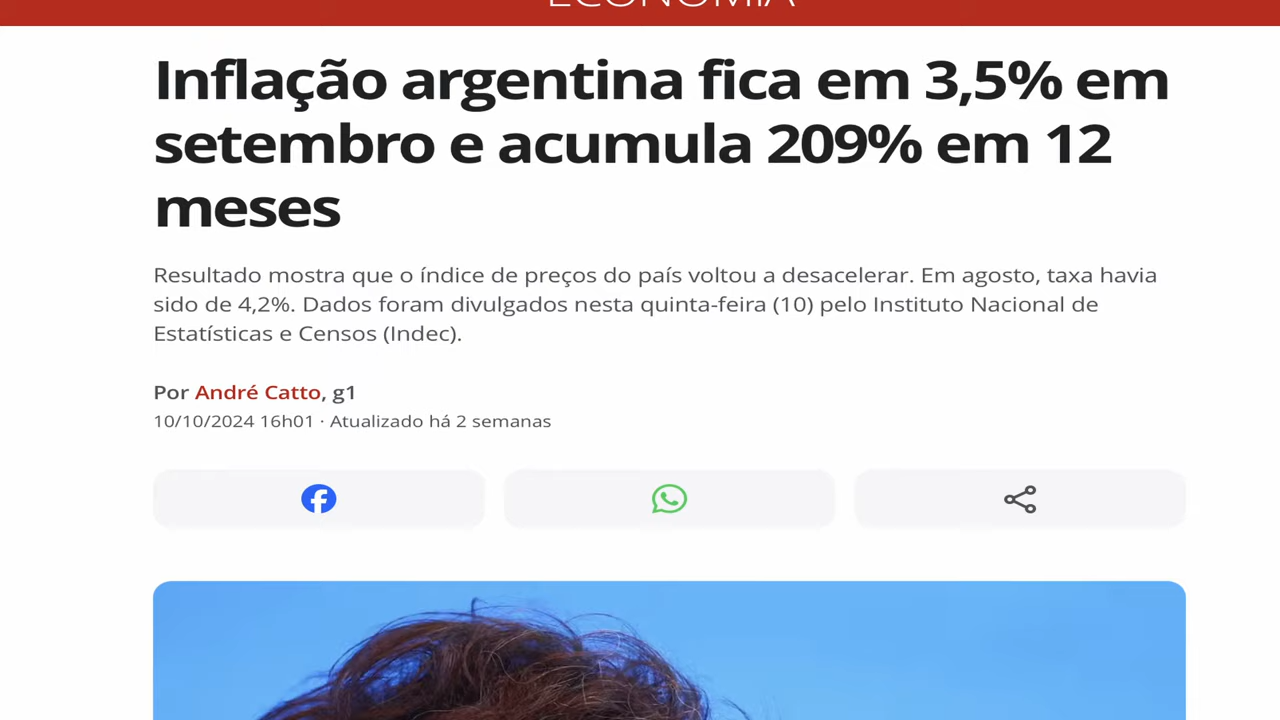 ECONOMIA
Inflação argentina fica em 3,5% em
setembro e acumula 209% em 12
meses
Resultado mostra que o índice de preços do país voltou a desacelerar. Em agosto, taxa havia
sido de 4,2%. Dados foram divulgados nesta quinta-feira (10) pelo Instituto Nacional de
Estatísticas e Censos (Indec).
Por André Catto, g1
10/10/2024 16h01 · Atualizado há 2 semanas